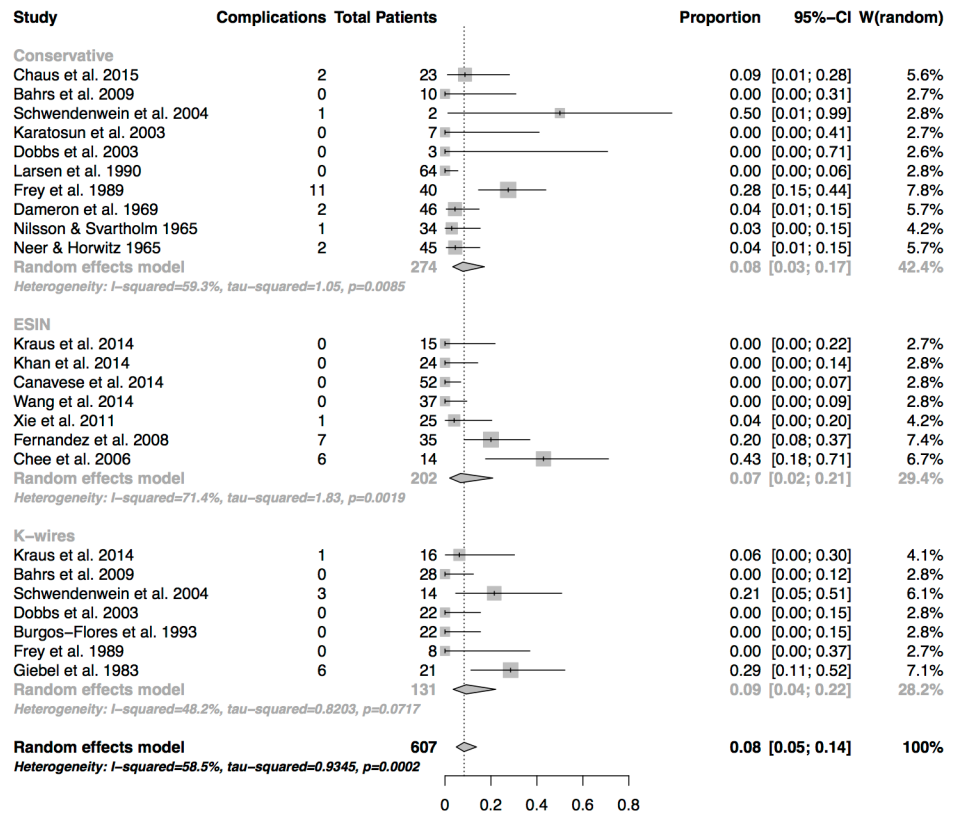 Study Complications Total Patients Proportion 95%−CI W(random)
Conservative
Chaus et al. 2015 2 23 0.09 [0.01; 0.28] 5.6%
Bahrs et al. 2009 0 10 0.00 [0.00; 0.31] 2.7%
Schwendenwein et al. 2004 1 2 0.50 [0.01; 0.99] 2.8%
Karatosun et al. 2003 0 7 0.00 [0.00; 0.41] 2.7%
Dobbs et al. 2003 0 3 0.00 [0.00; 0.71] 2.6%
Larsen et al. 1990 0 64 0.00 [0.00; 0.06] 2.8%
Frey et al. 1989 11 40 0.28 [0.15; 0.44] 7.8%
Dameron et al. 1969 2 46 0.04 [0.01; 0.15] 5.7%
Nilsson & Svartholm 1965 1 34 0.03 [0.00; 0.15] 4.2%
Neer & Horwitz 1965 2 45 0.04 [0.01; 0.15] 5.7%
Random effects model 274 0.08 [0.03; 0.17] 42.4%
Heterogeneity: I−squared=59.3%, tau−squared=1.05, p=0.0085
ESIN
Kraus et al. 2014 0 15 0.00 [0.00; 0.22] 2.7%
Khan et al. 2014 0 24 0.00 [0.00; 0.14] 2.8%
Canavese et al. 2014 0 52 0.00 [0.00; 0.07] 2.8%
Wang et al. 2014 0 37 0.00 [0.00; 0.09] 2.8%
Xie et al. 2011 1 25 0.04 [0.00; 0.20] 4.2%
Fernandez et al. 2008 7 35 0.20 [0.08; 0.37] 7.4%
Chee et al. 2006 6 14 0.43 [0.18; 0.71] 6.7%
Random effects model 202 0.07 [0.02; 0.21] 29.4%
Heterogeneity: I−squared=71.4%, tau−squared=1.83, p=0.0019
K−wires
Kraus et al. 2014 1 16 0.06 [0.00; 0.30] 4.1%
Bahrs et al. 2009 0 28 0.00 [0.00; 0.12] 2.8%
Schwendenwein et al. 2004 3 14 0.21 [0.05; 0.51] 6.1%
Dobbs et al. 2003 0 22 0.00 [0.00; 0.15] 2.8%
Burgos−Flores et al. 1993 0 22 0.00 [0.00; 0.15] 2.8%
Frey et al. 1989 0 8 0.00 [0.00; 0.37] 2.7%
Giebel et al. 1983 6 21 0.29 [0.11; 0.52] 7.1%
Random effects model 131 0.09 [0.04; 0.22] 28.2%
Heterogeneity: I−squared=48.2%, tau−squared=0.8203, p=0.0717
Random effects model 607 0.08 [0.05; 0.14] 100%
Heterogeneity: I−squared=58.5%, tau−squared=0.9345, p=0.0002
0 0.2 0.4 0.6 0.8